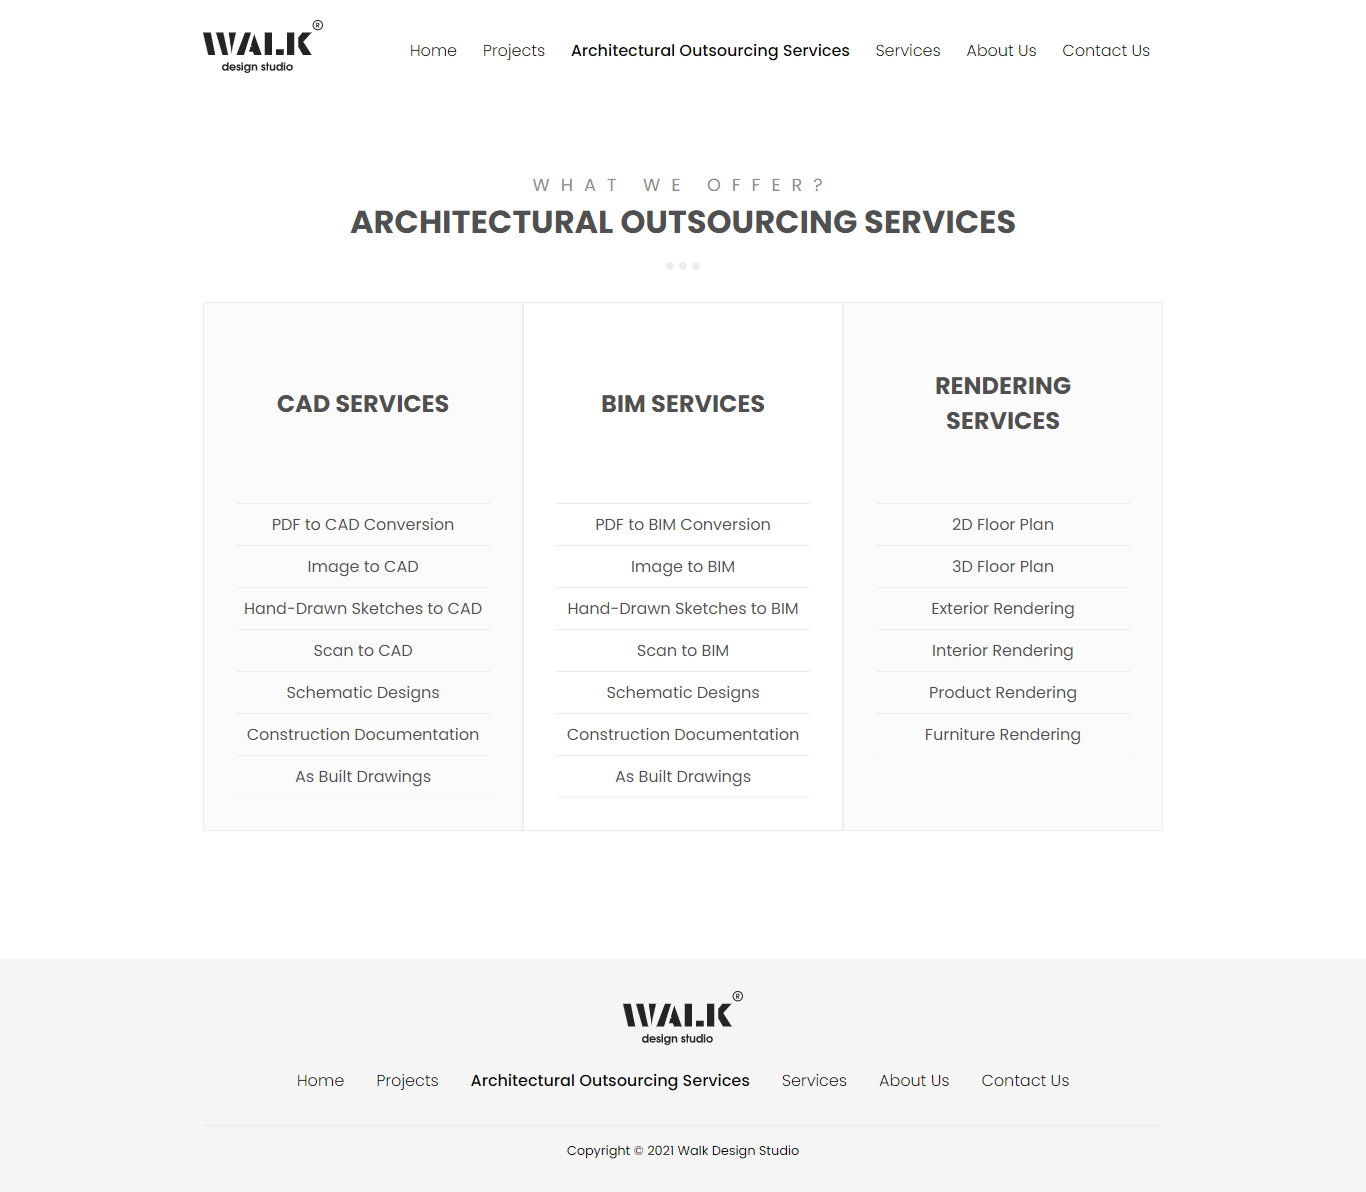 WALK®
design studio
Home Projects Architectural Outsourcing Services Services About Us Contact Us
WHAT WE OFFER?
ARCHITECTURAL OUTSOURCING SERVICES
CAD SERVICES
PDF to CAD Conversion
Image to CAD
Hand-Drawn Sketches to CAD
Scan to CAD
Schematic Designs
Construction Documentation
As Built Drawings
BIM SERVICES
PDF to BIM Conversion
Image to BIM
Hand-Drawn Sketches to BIM
Scan to BIM
Schematic Designs
Construction Documentation
As Built Drawings
RENDERING
SERVICES
2D Floor Plan
3D Floor Plan
Exterior Rendering
Interior Rendering
Product Rendering
Furniture Rendering
WALK®
design studio
Home Projects Architectural Outsourcing Services Services About Us Contact Us
Copyright © 2021 Walk Design Studio